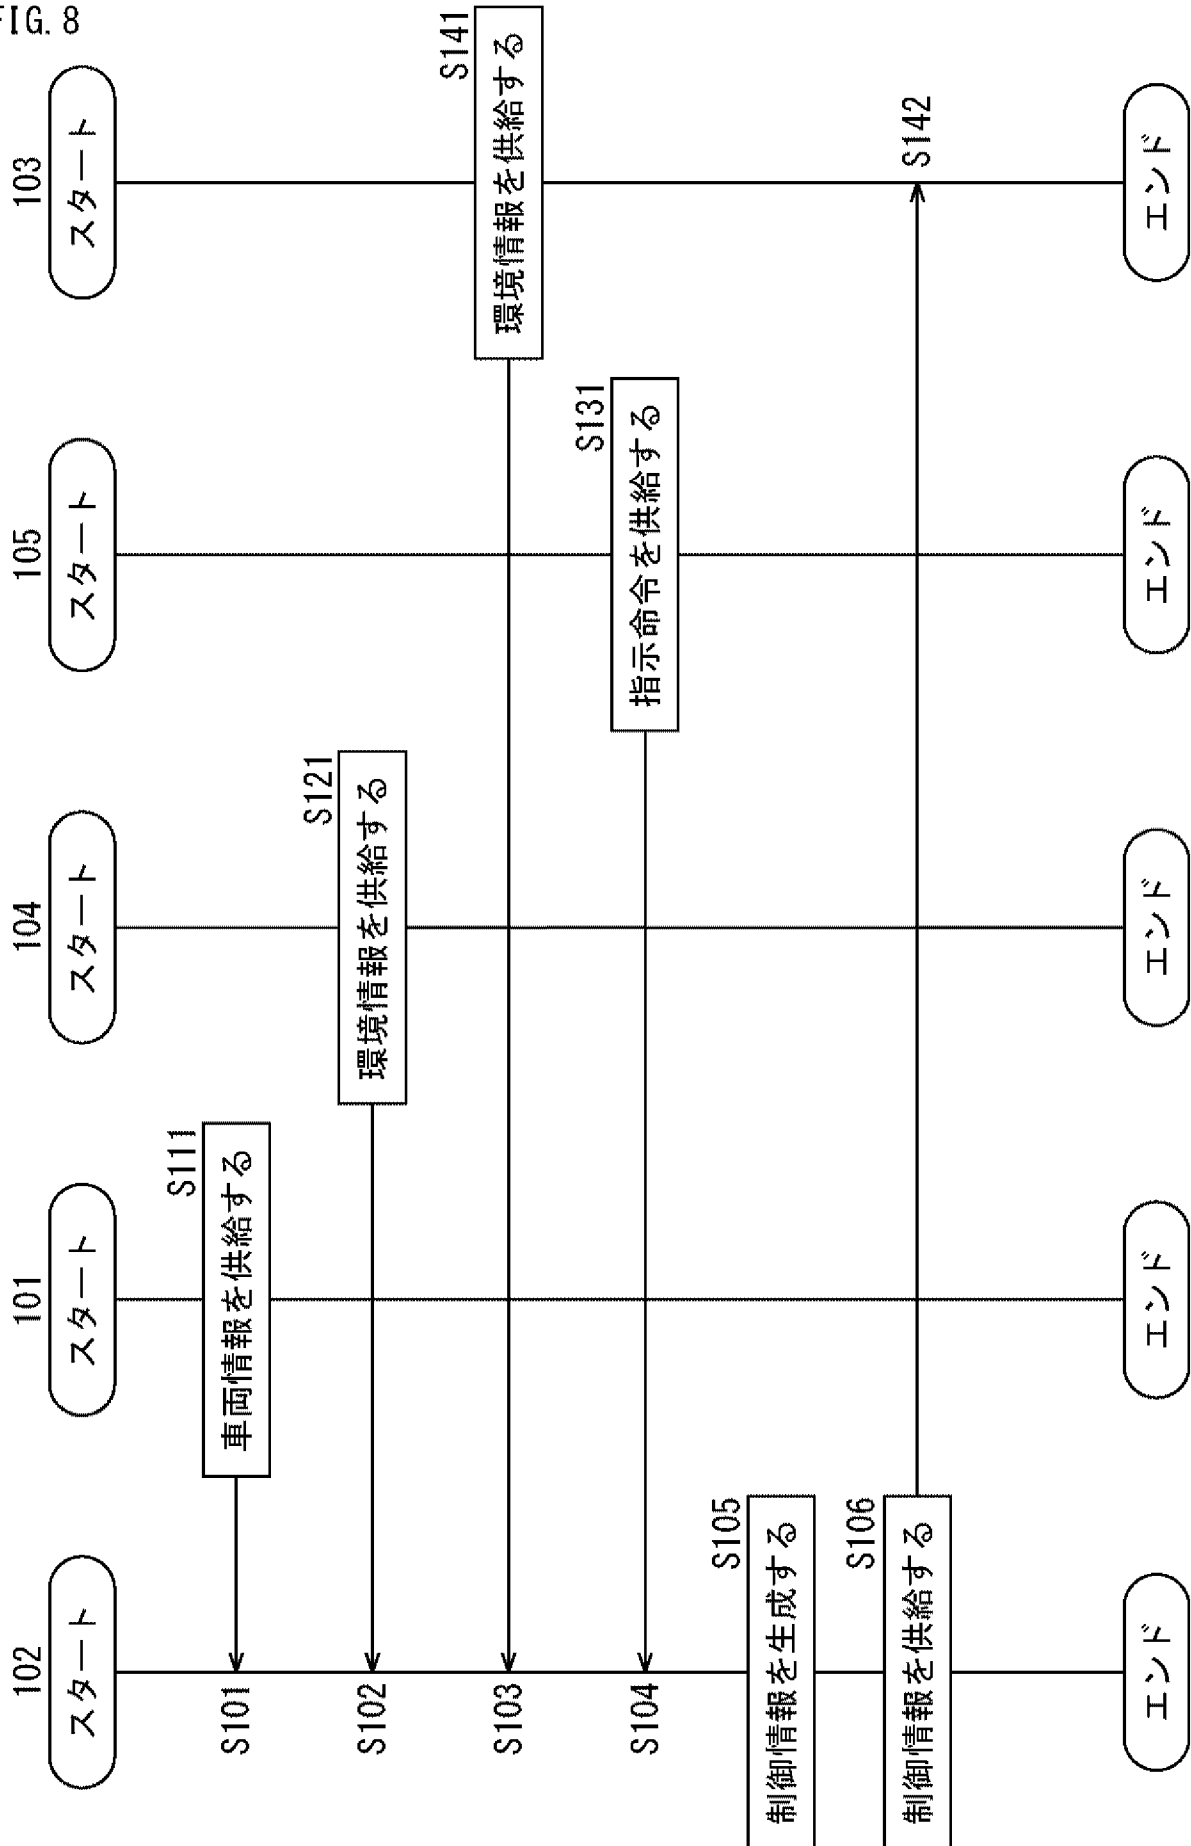 FIG. 8
102
101
104
105
103
スタート
スタート
スタート
スタート
スタート
S111
S101
車両情報を供給する
S121
S102
環境情報を供給する
S141
S103
環境情報を供給する
S131
S104
指示命令を供給する
S105
制御情報を生成する
S106
制御情報を供給する
S142
エンド
エンド
エンド
エンド
エンド